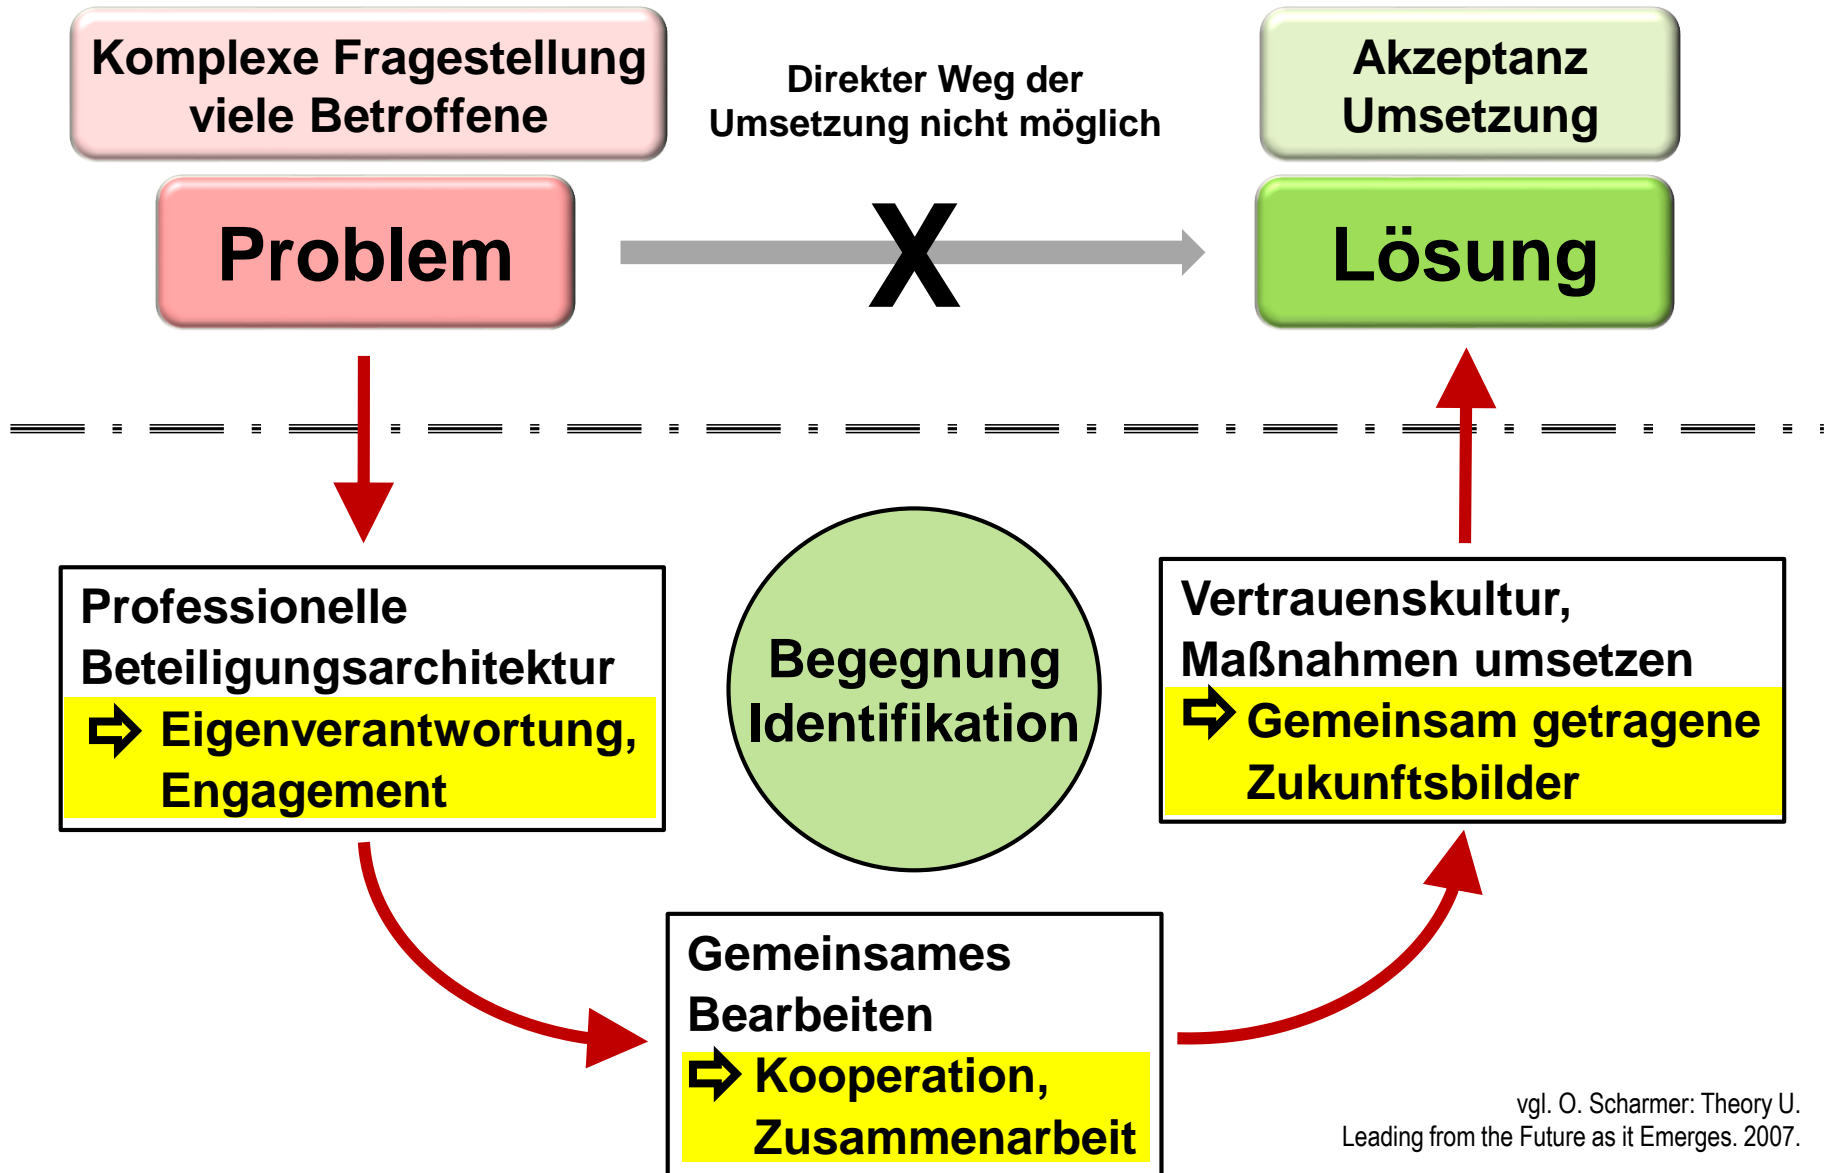 Komplexe Fragestellung
viele Betroffene
Direkter Weg der
Umsetzung nicht möglich
Akzeptanz
Umsetzung
Problem
X
Lösung
Professionelle
Beteiligungsarchitektur
Eigenverantwortung,
Engagement
Begegnung
Identifikation
Vertrauenskultur,
Maßnahmen umsetzen
Gemeinsam getragene
Zukunftsbilder
Gemeinsames
Bearbeiten
Kooperation,
Zusammenarbeit
vgl. O. Scharmer: Theory U.
Leading from the Future as it Emerges. 2007.